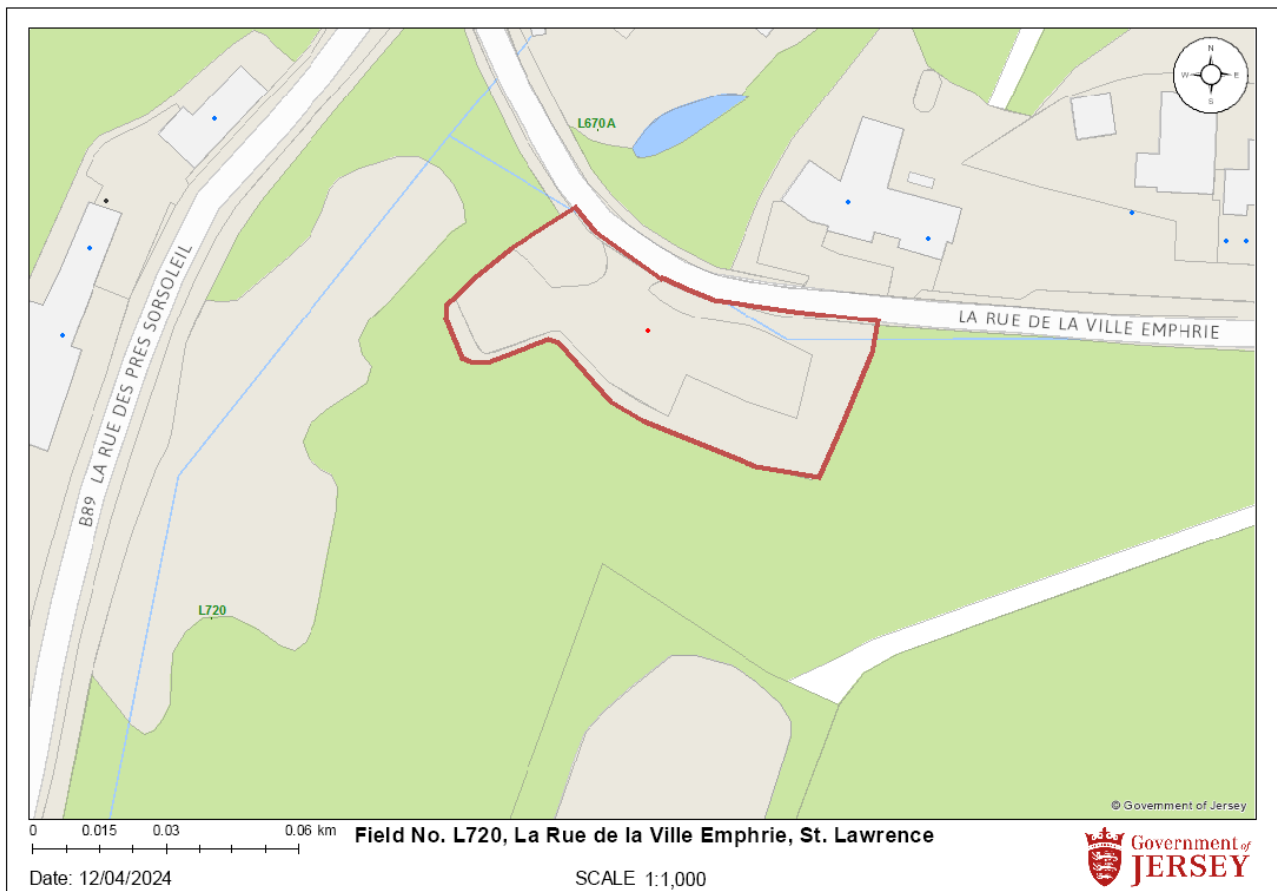 N
W E
S
L670A
LA RUE DE LA VILLE EMPHRIE
B89 LA RUE DES PRES SORSOLEIL
L720
© Government of Jersey
0 0.015 0.03 0.06 km
Field No. L720, La Rue de la Ville Emphrie, St. Lawrence
Government of
JERSEY
Date: 12/04/2024
SCALE 1:1,000